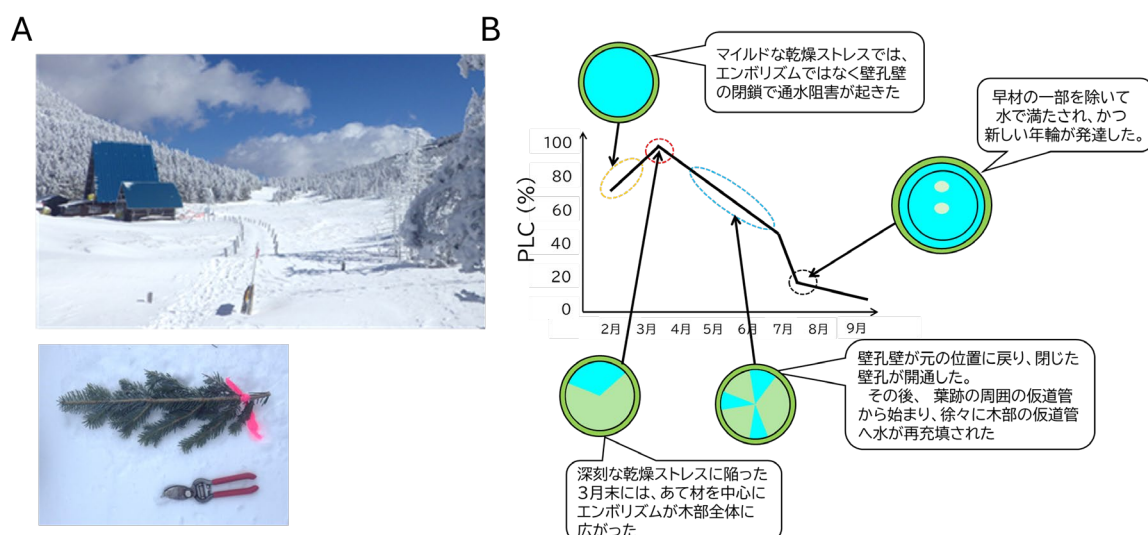 A
B
マイルドな乾燥ストレスでは、
エンボリズムではなく壁孔壁
の閉鎖で通水阻害が起きた
早材の一部を除いて
水で満たされ、かつ
新しい年輪が発達した。
PLC (%)
100
80
60
40
20
0
2月 3月 4月 5月 6月 7月 8月 9月
壁孔壁が元の位置に戻り、閉じた
壁孔が開通した。
その後、 葉跡の周囲の仮道管
から始まり、徐々に木部の仮道管
へ水が再充填された
深刻な乾燥ストレスに陥った
3月末には、あて材を中心に
エンボリズムが木部全体に
広がった